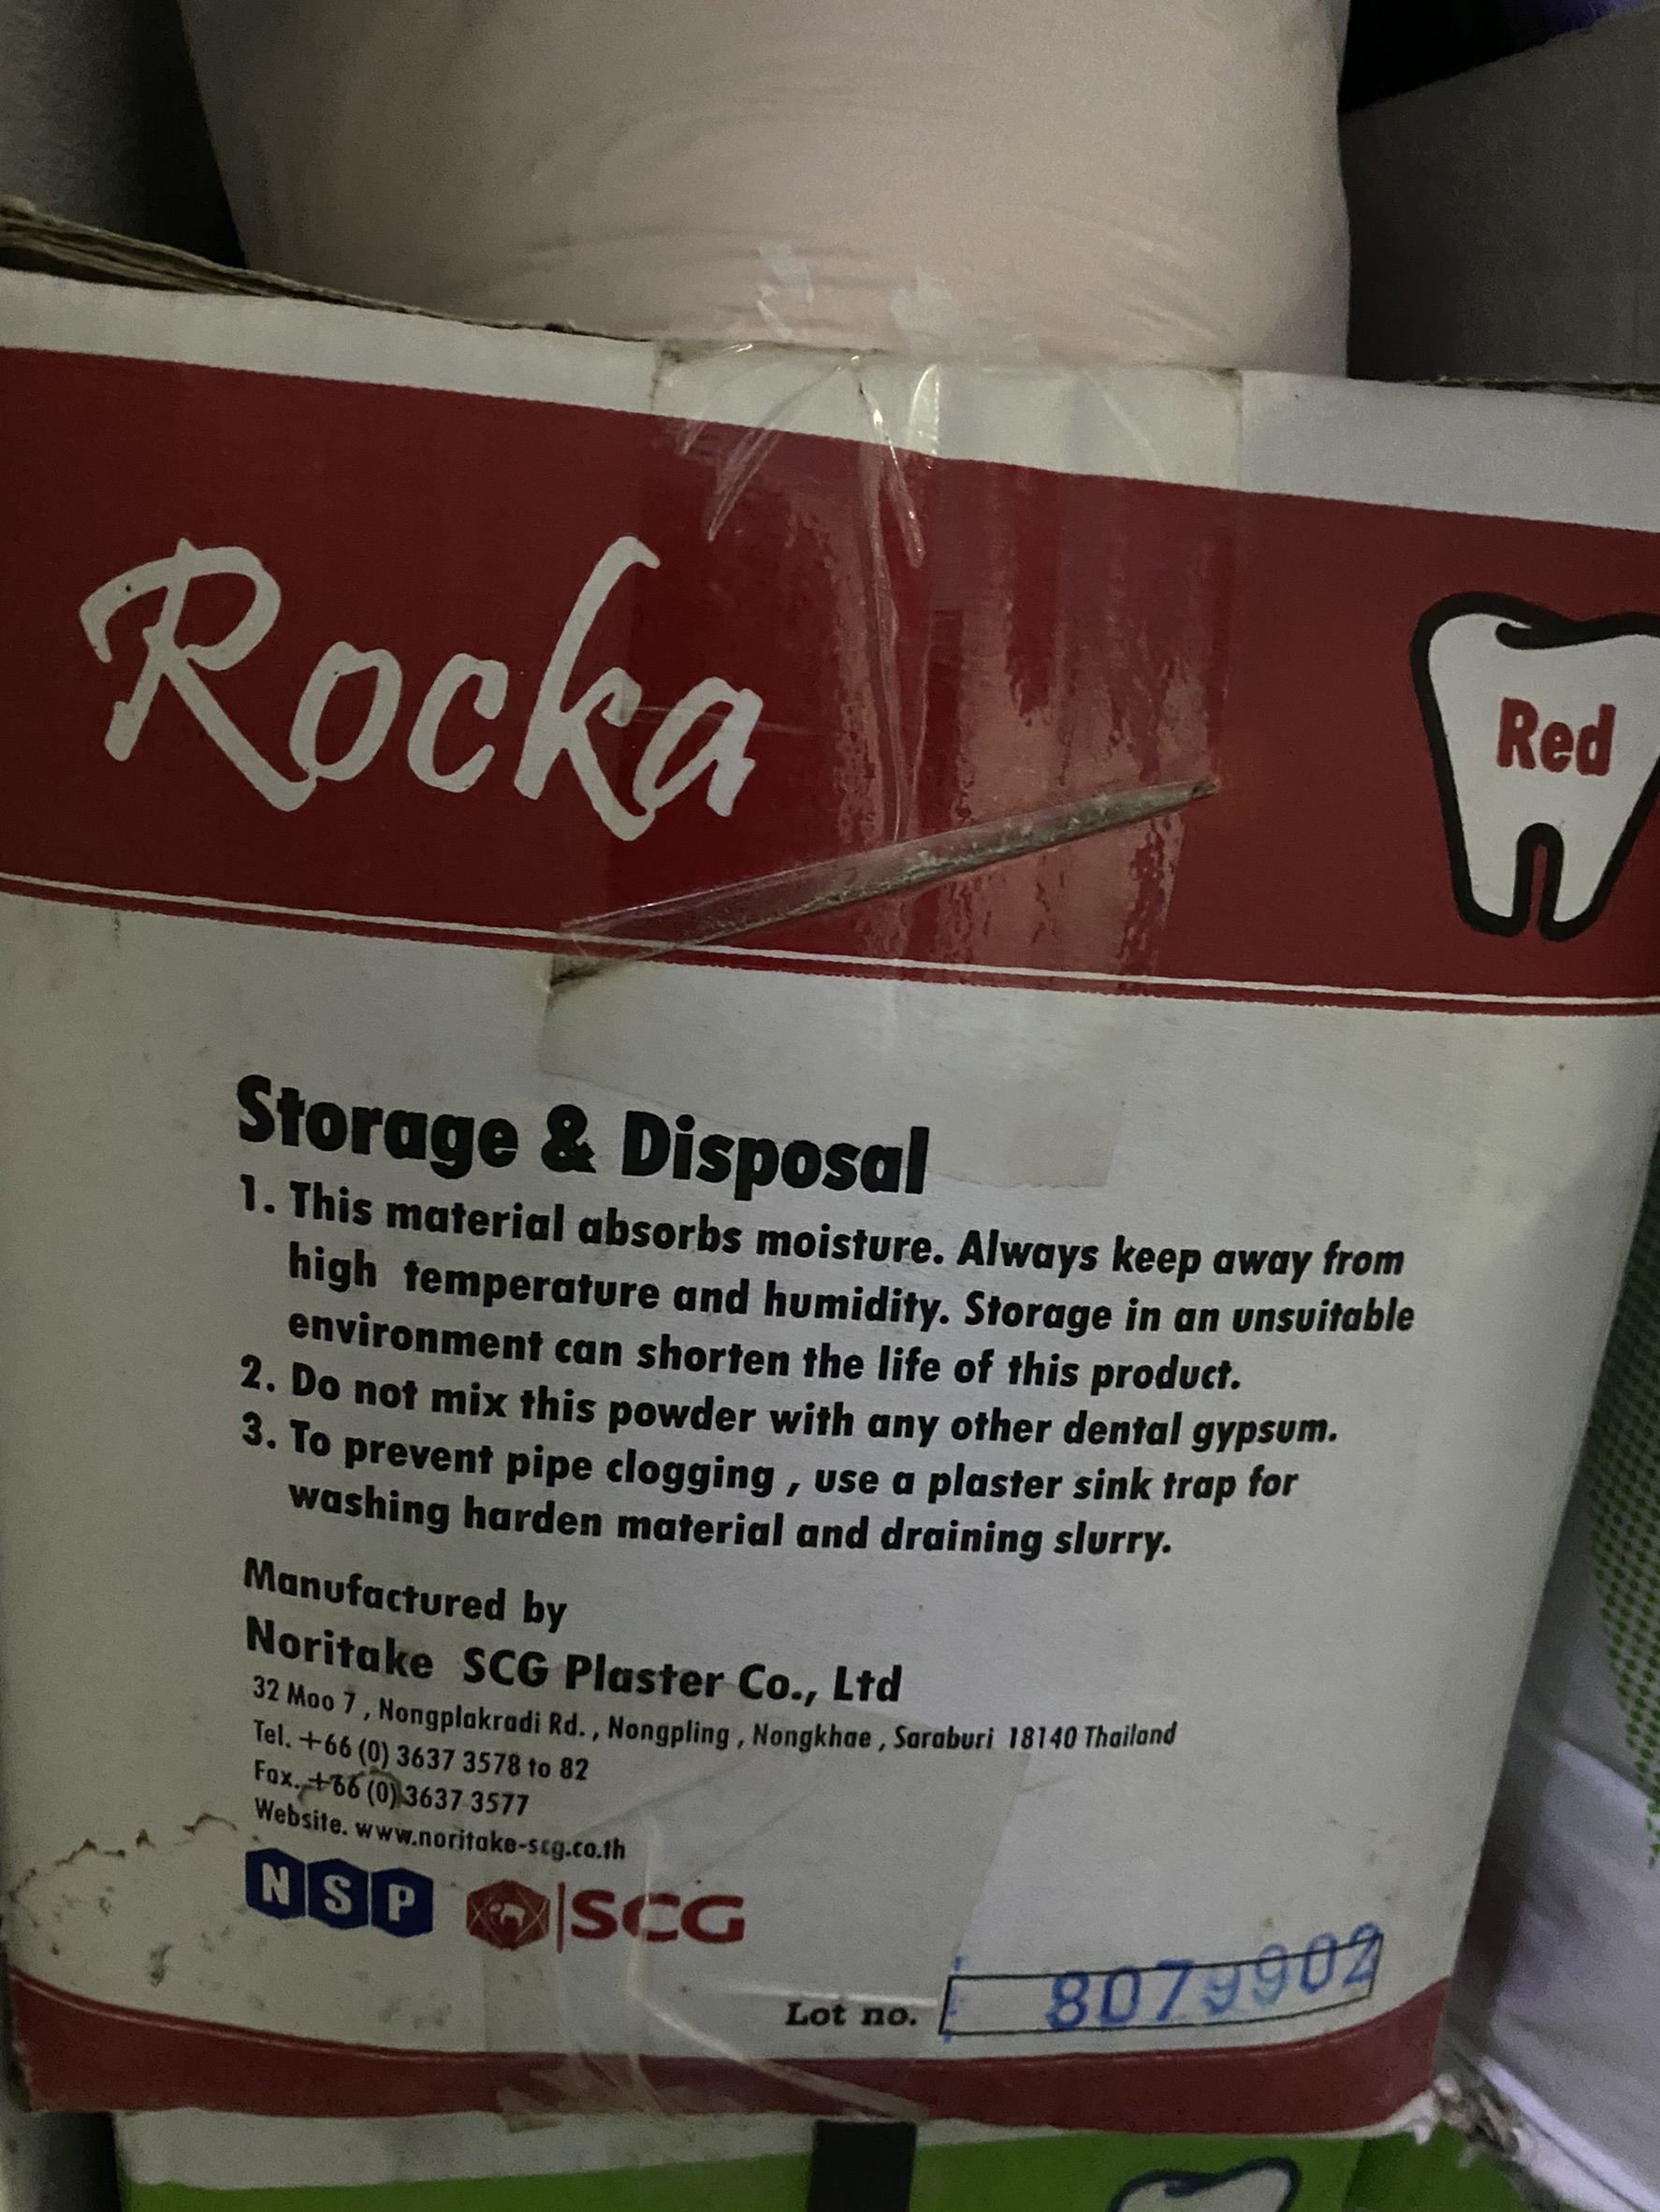 Rocka
Red
Storage & Disposal
1. This material absorbs moisture. Always keep away from
high temperature and humidity. Storage in an unsuitable
environment can shorten the life of this product.
2. Do not mix this powder with any other dental gypsum.
3. To prevent pipe clogging , use a plaster sink trap for
washing harden material and draining slurry.
Manufactured by
Noritake SCG Plaster Co., Ltd
32 Moo 7 , Nongplakradi Rd. , Nongpling , Nongkhae , Saraburi 18140 Thailand
Tel. +66 (0) 3637 3578 to 82
Fax. +66 (0) 3637 3577
Website. www.noritake-scg.co.th
NSP SCG
Lot no. 8079902